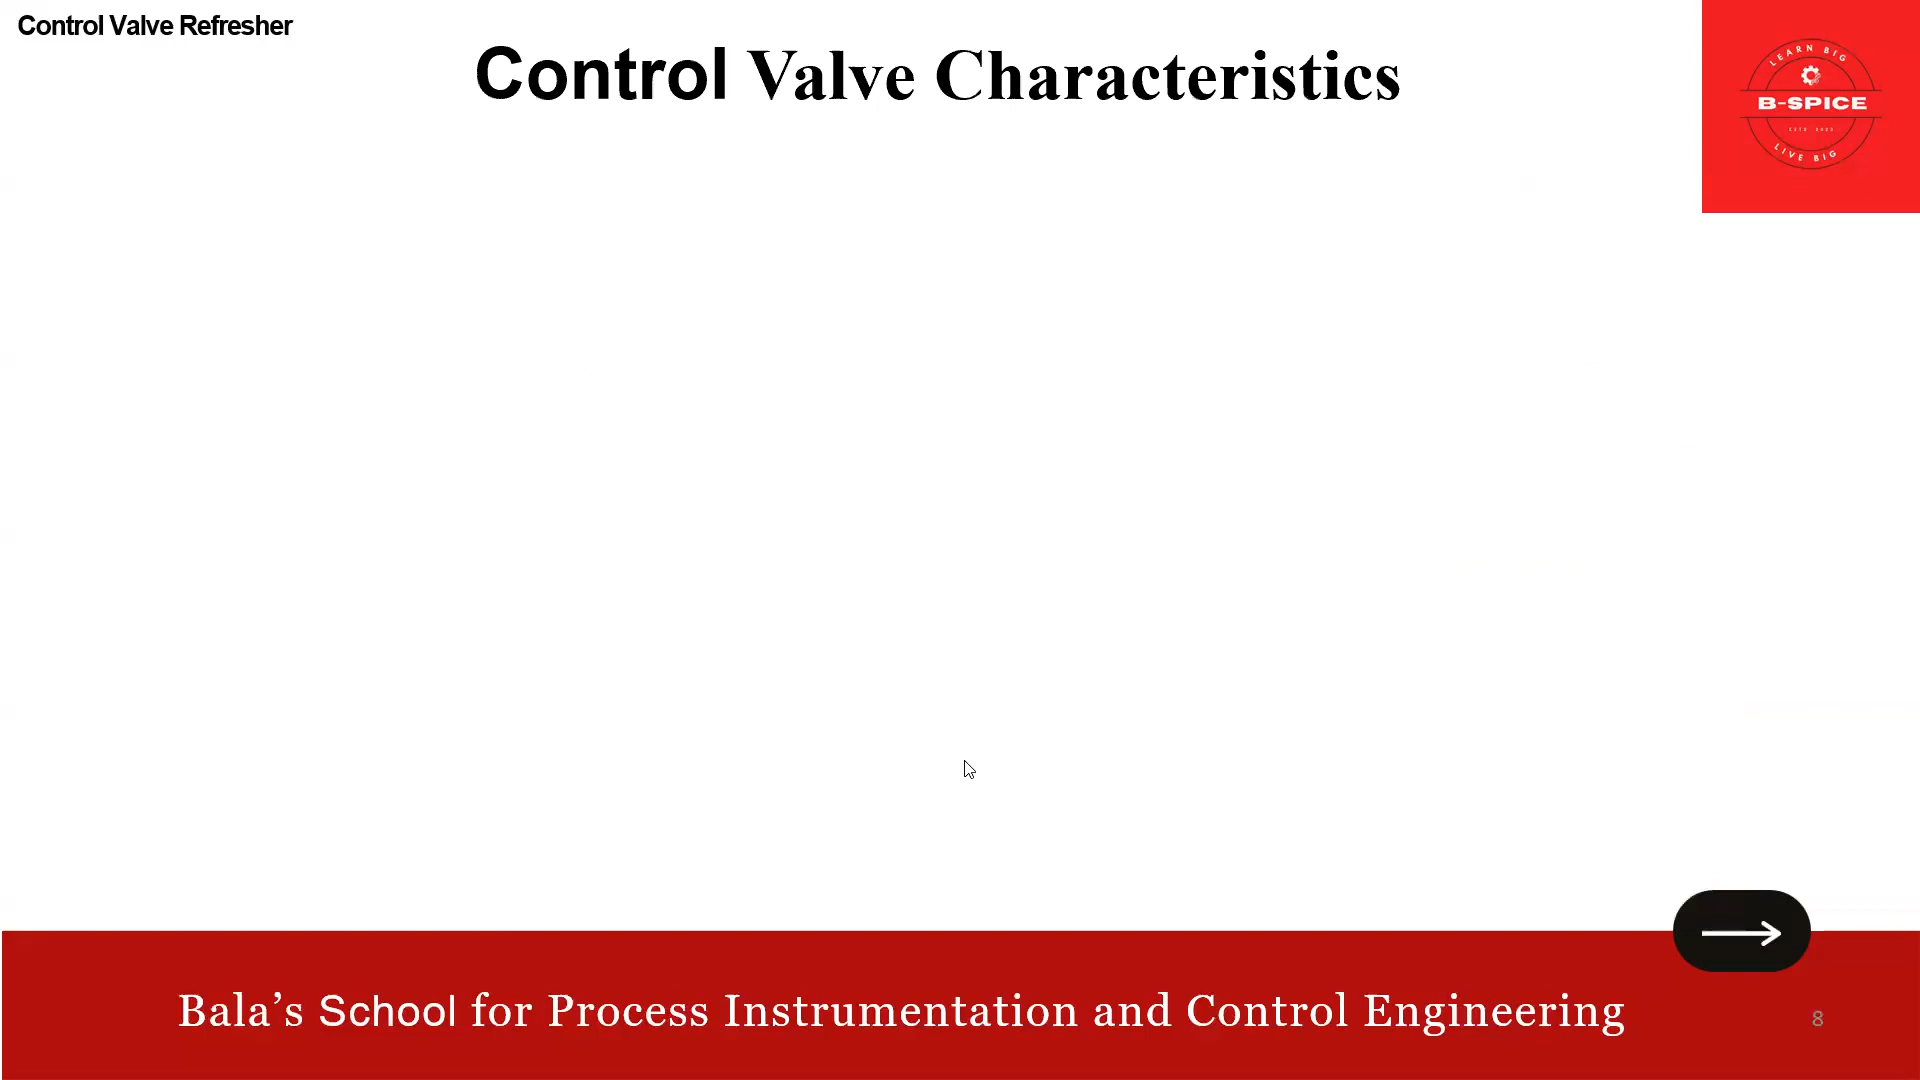 Control Valve Refresher
Control Valve Characteristics
LEARN BIG
B-SPICE
LIVE BIG
Bala’s School for Process Instrumentation and Control Engineering
8